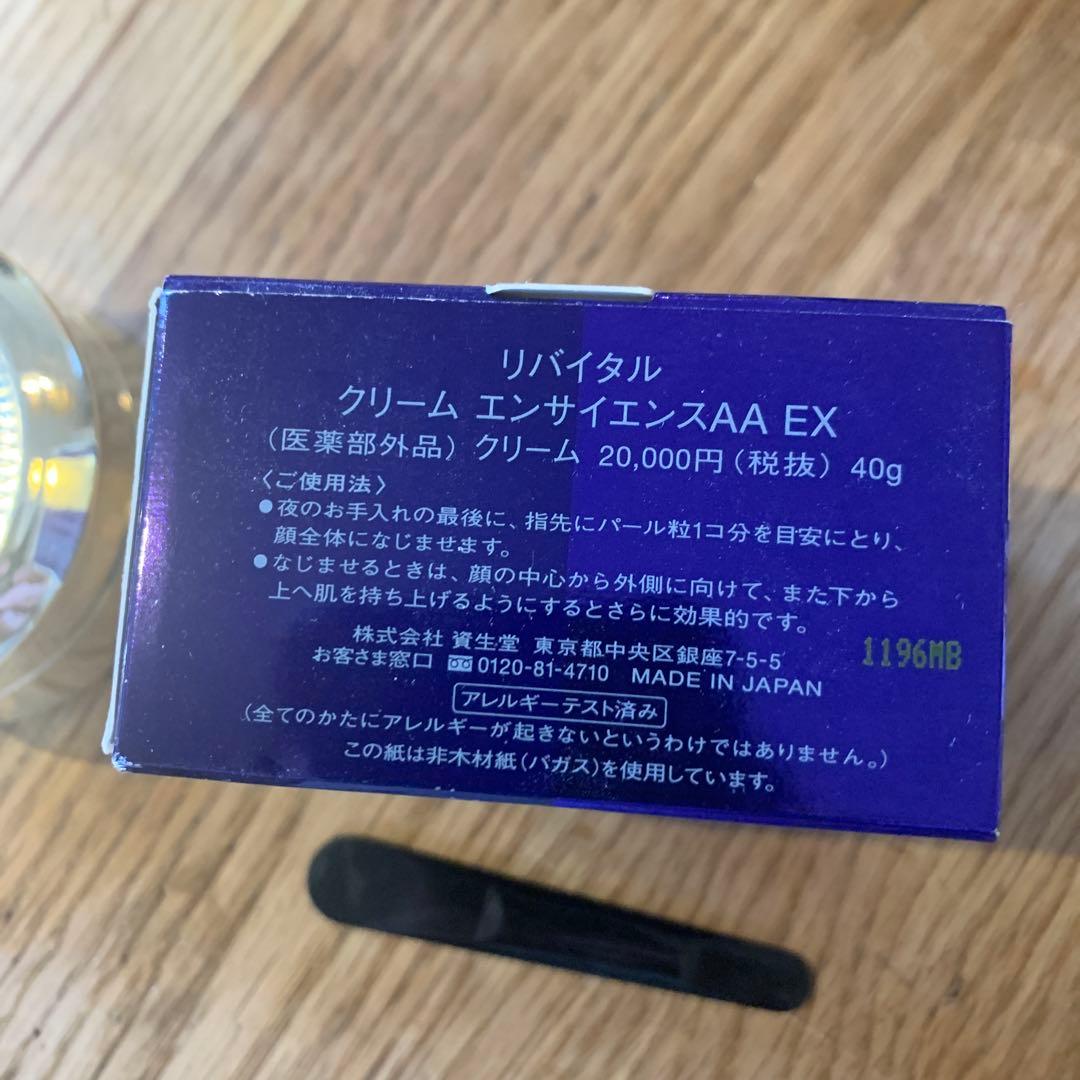 リバイタル
クリーム エンサイエンスAA EX
（医薬部外品）クリーム 20,000円（税抜） 40g
〈ご使用法〉
●夜のお手入れの最後に、指先にパール粒1コ分を目安にとり、
顔全体になじませます。
●なじませるときは、顔の中心から外側に向けて、また下から
上へ肌を持ち上げるようにするとさらに効果的です。
株式会社 資生堂 東京都中央区銀座7-5-5
お客さま窓口 0120-81-4710 MADE IN JAPAN
1196MB
アレルギーテスト済み
（全てのかたにアレルギーが起きないというわけではありません。）
この紙は非木材紙（バガス）を使用しています。